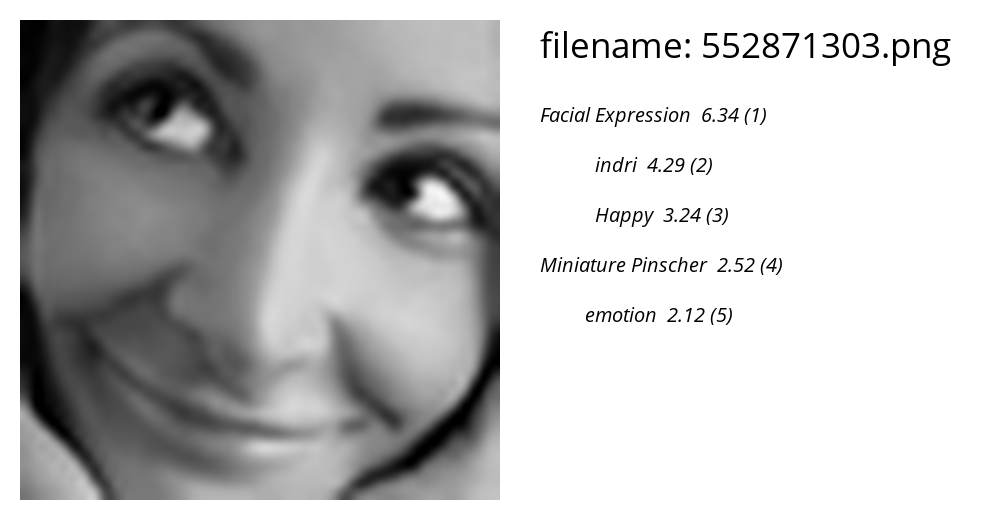 filename: 552871303.png
Facial Expression 6.34 (1)
indri 4.29 (2)
Happy 3.24 (3)
Miniature Pinscher 2.52 (4)
emotion 2.12 (5)